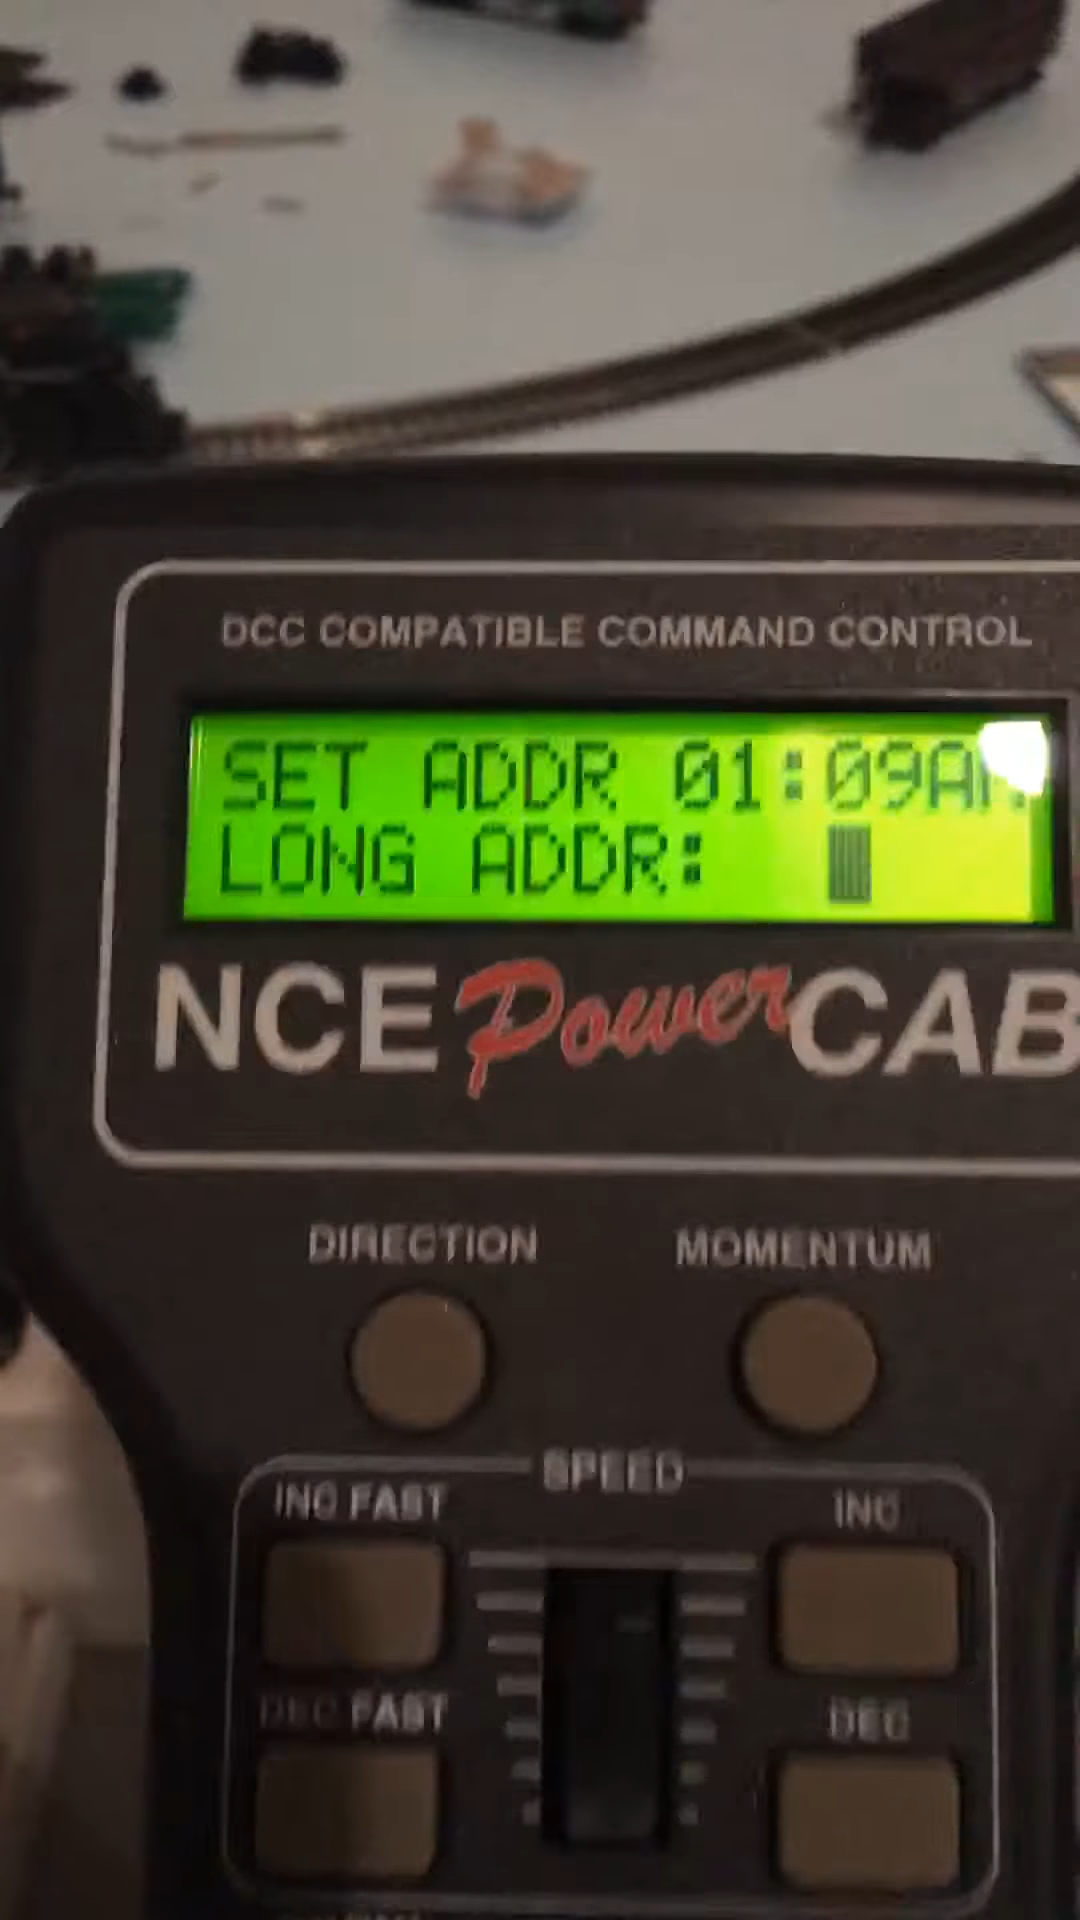 DCC COMPATIBLE COMMAND CONTROL
SET ADDR 01:09AM
LONG ADDR:
NCE Power CAB
DIRECTION MOMENTUM
SPEED
INC FAST INC
DEC FAST DEC